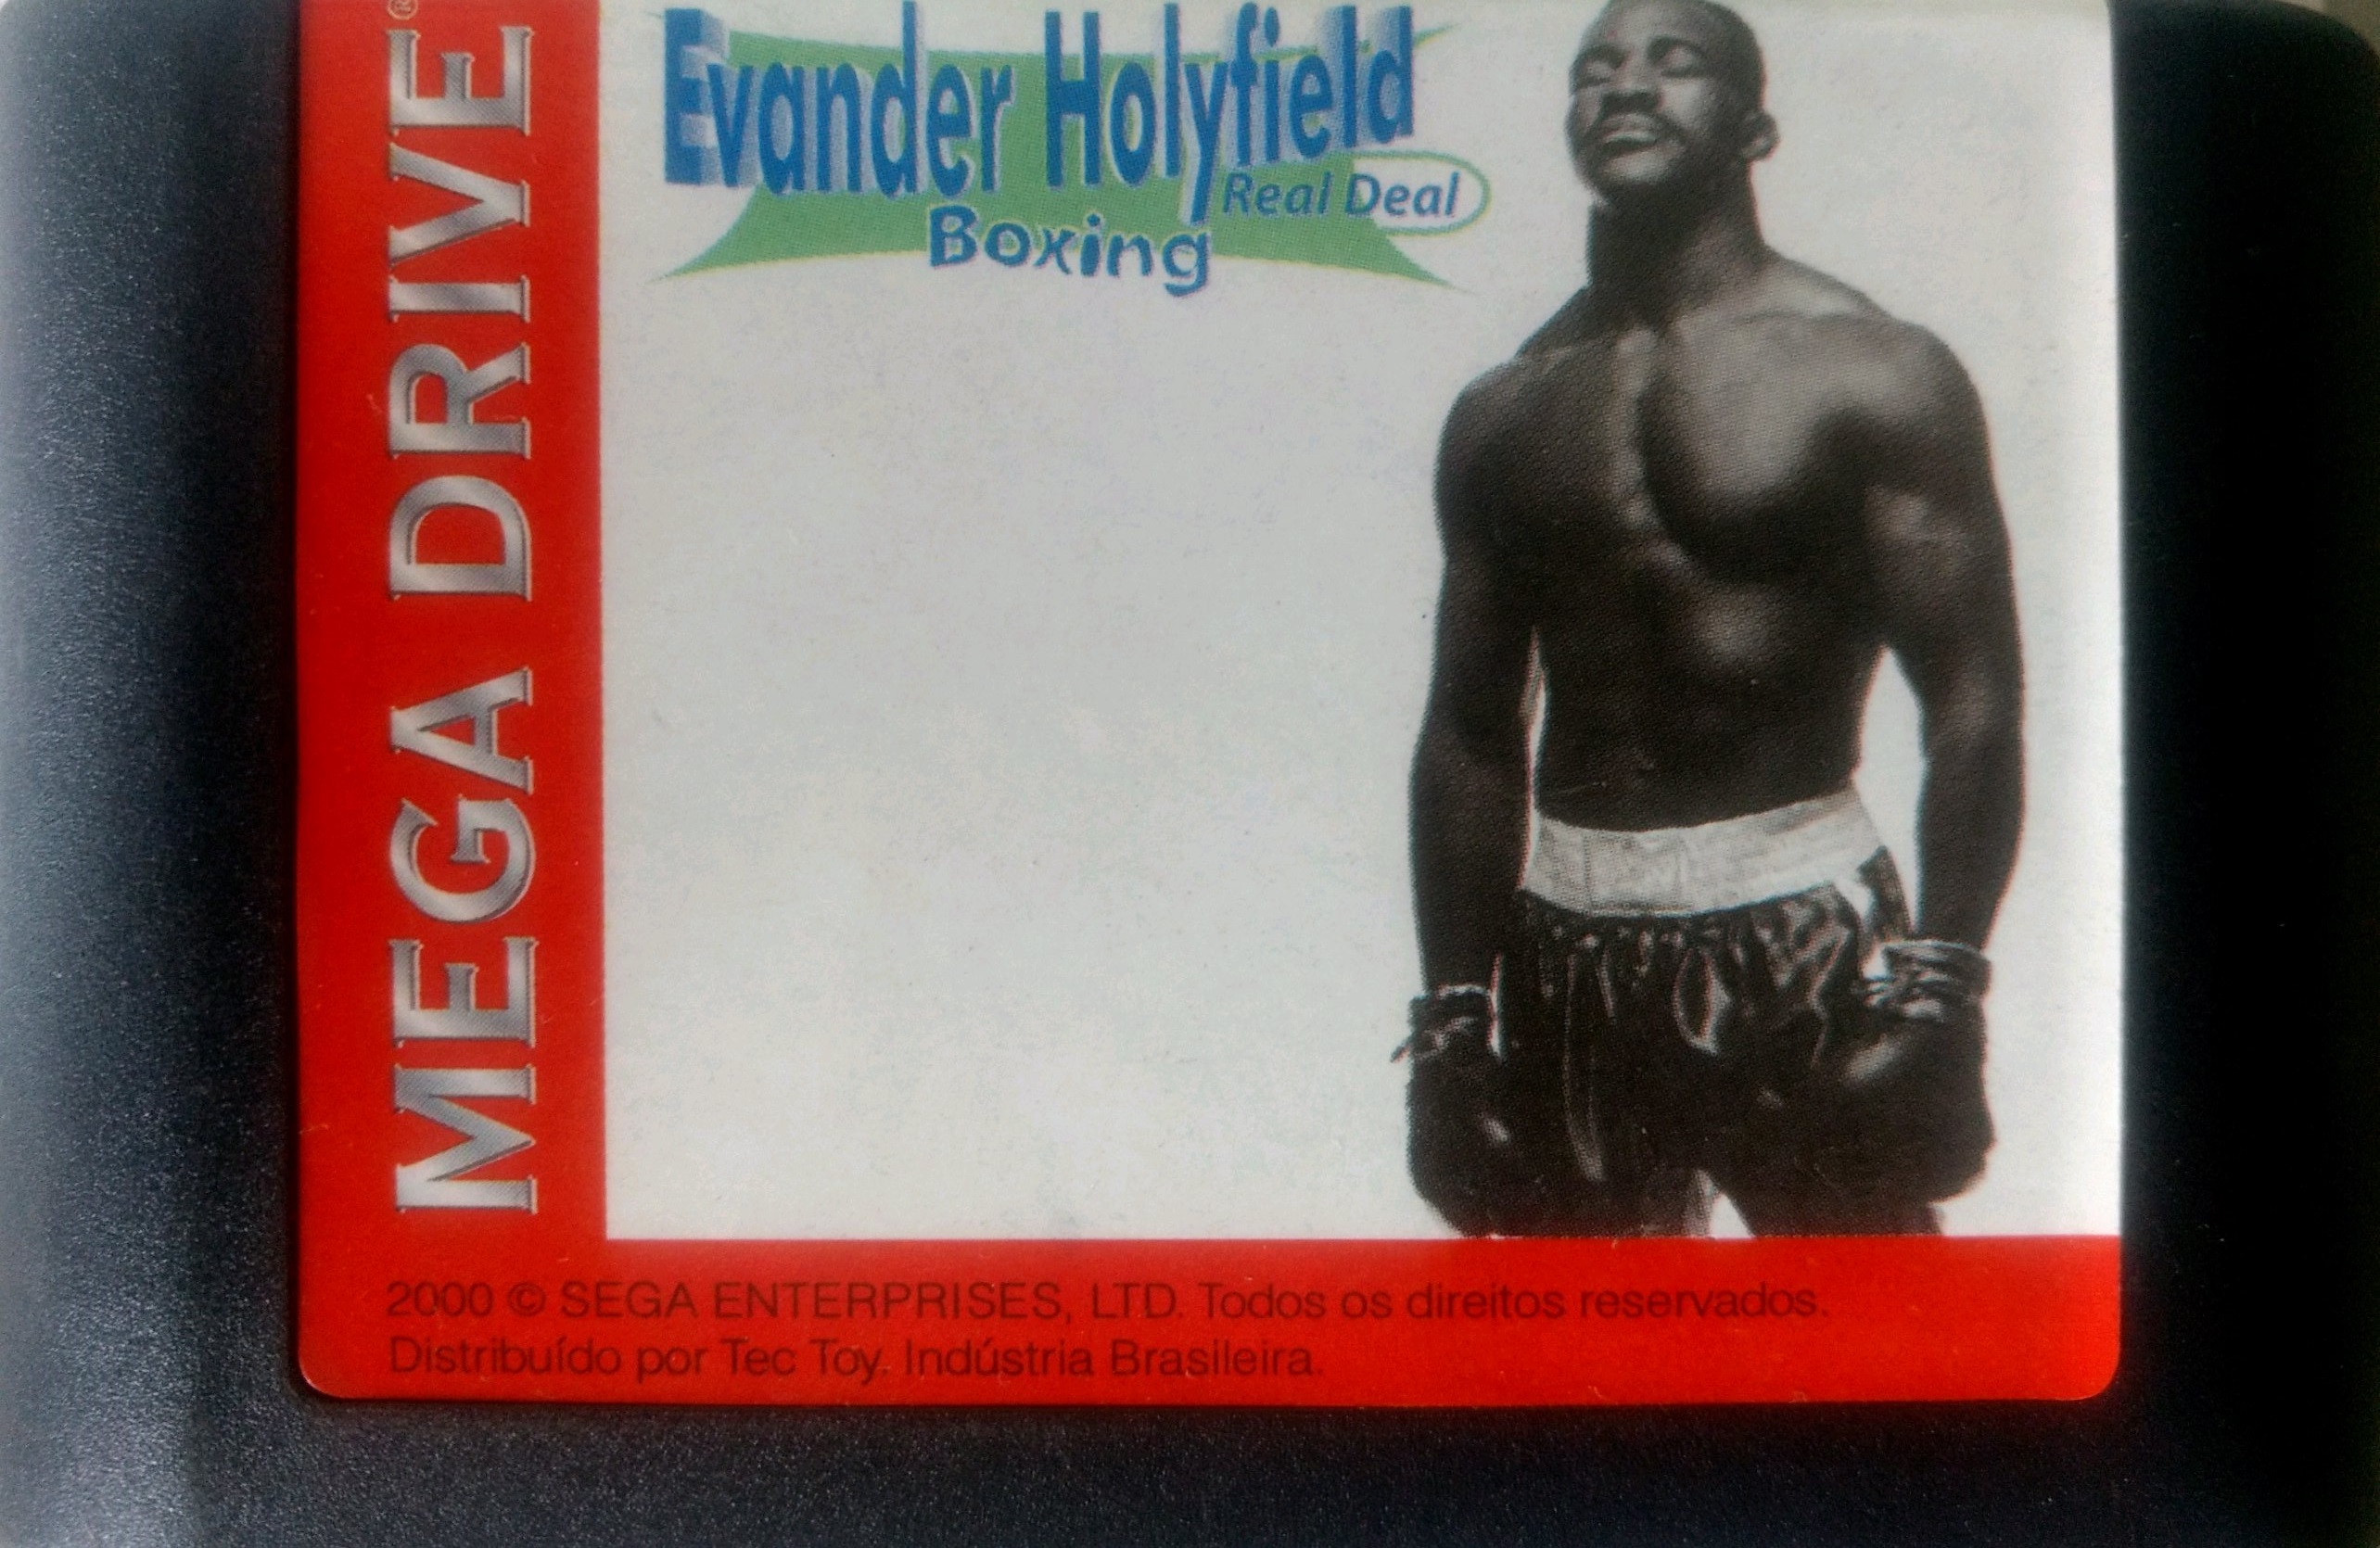 Evander Holyfield
Real Deal
Boxing
MEGA DRIVE®
2000 © SEGA ENTERPRISES, LTD. Todos os direitos reservados.
Distribuído por Tec Toy. Indústria Brasileira.